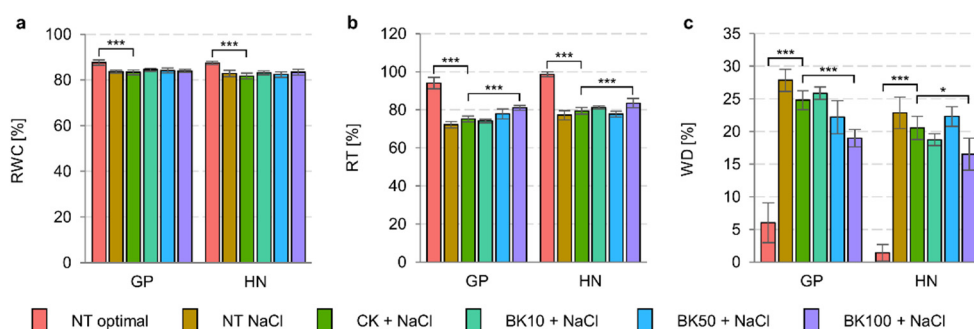 a
100
80
60
40
20
0
RWC [%]
***
***
GP
HN
b
120
100
80
60
40
20
0
RT [%]
***
***
***
***
GP
HN
c
35
30
25
20
15
10
5
0
WD [%]
***
***
***
*
GP
HN
NT optimal
NT NaCl
CK + NaCl
BK10 + NaCl
BK50 + NaCl
BK100 + NaCl